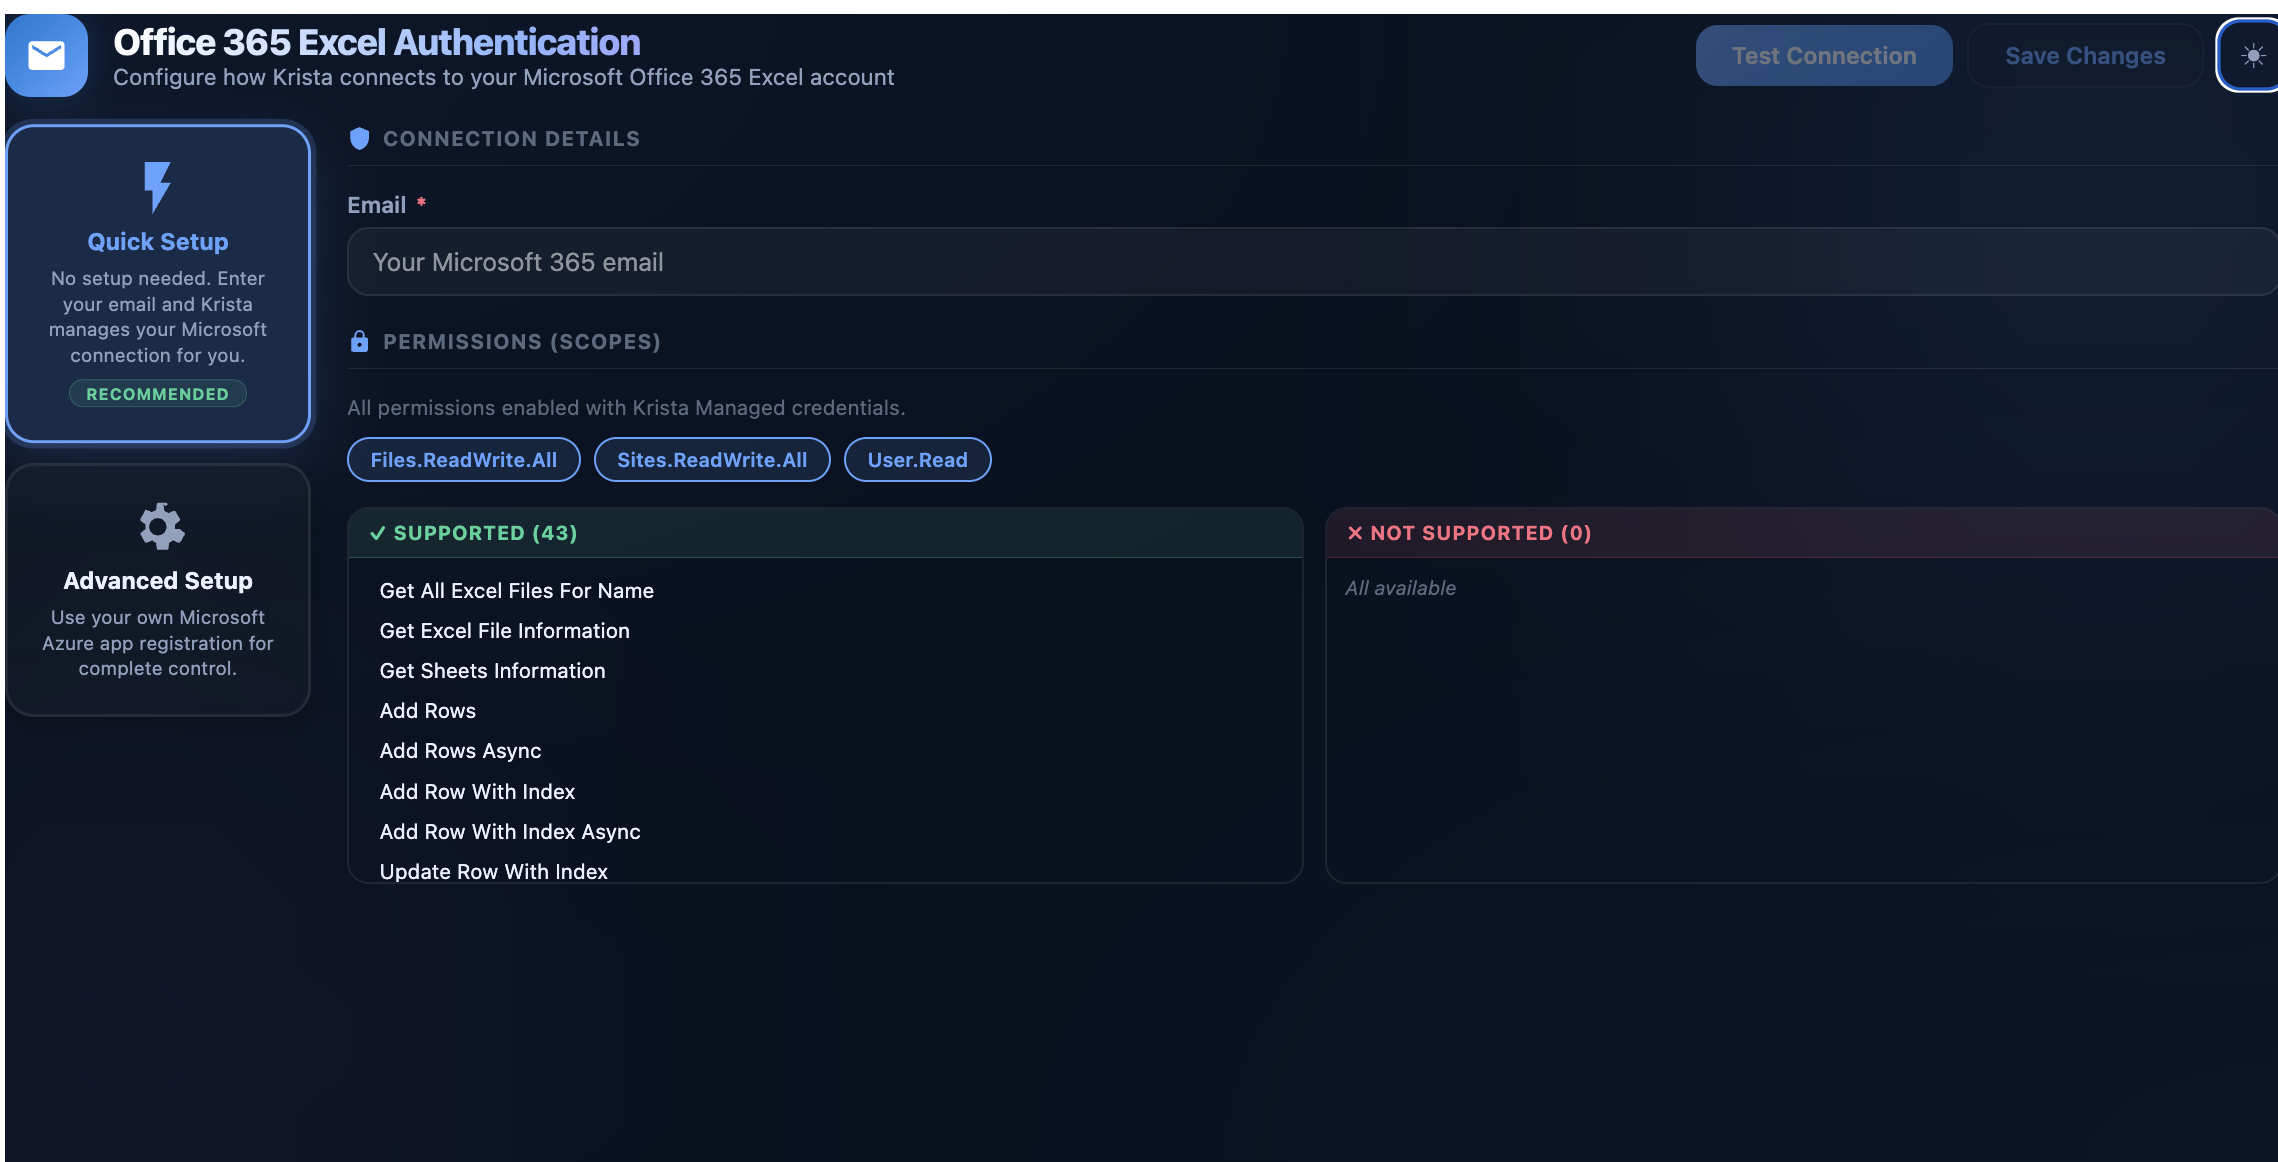 Office 365 Excel Authentication
Configure how Krista connects to your Microsoft Office 365 Excel account
Test Connection
Save Changes
Quick Setup
No setup needed. Enter
your email and Krista
manages your Microsoft
connection for you.
RECOMMENDED
Advanced Setup
Use your own Microsoft
Azure app registration for
complete control.
CONNECTION DETAILS
Email *
Your Microsoft 365 email
PERMISSIONS (SCOPES)
All permissions enabled with Krista Managed credentials.
Files.ReadWrite.All
Sites.ReadWrite.All
User.Read
✓ SUPPORTED (43)
Get All Excel Files For Name
Get Excel File Information
Get Sheets Information
Add Rows
Add Rows Async
Add Row With Index
Add Row With Index Async
Update Row With Index
✕ NOT SUPPORTED (0)
All available